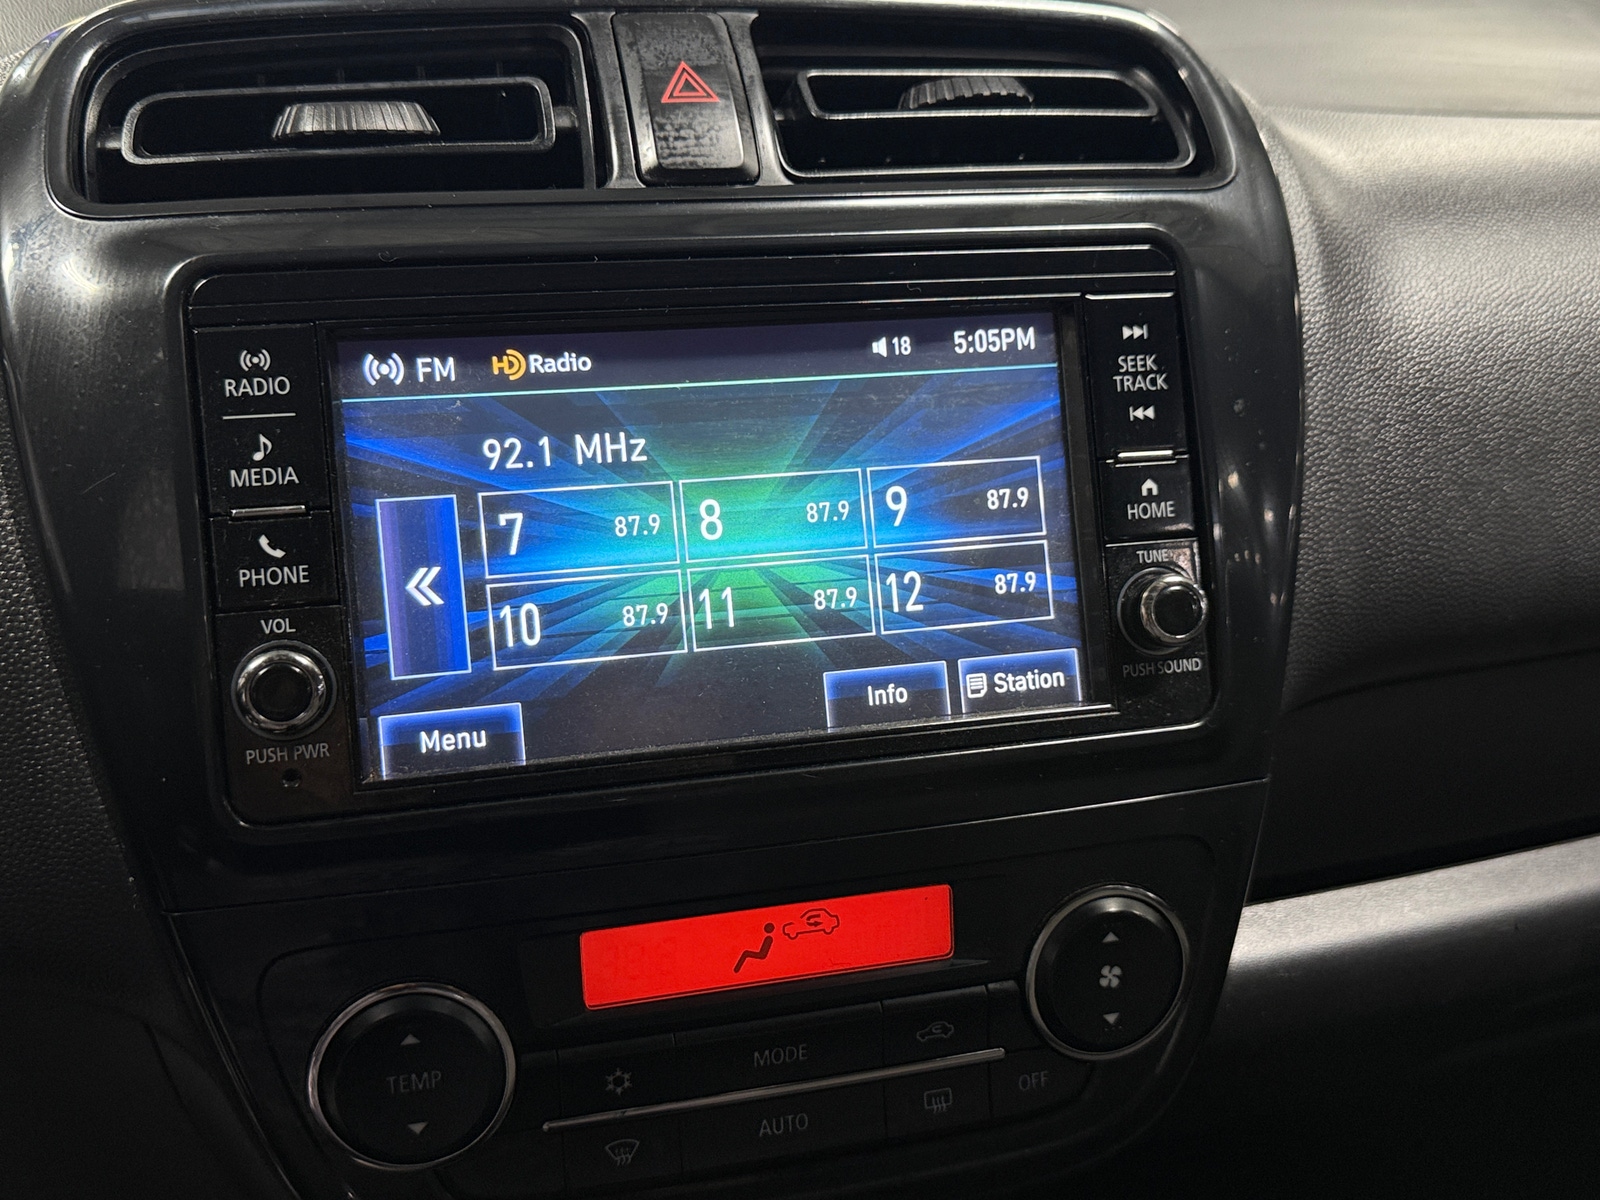 RADIO
MEDIA
PHONE
VOL
PUSH PWR
FM HD Radio 18 5:05PM
92.1 MHz
7 87.9 8 87.9 9 87.9
10 87.9 11 87.9 12 87.9
Info Station
Menu
SEEK
TRACK
HOME
TUNE
PUSH SOUND
TEMP
MODE
AUTO
OFF